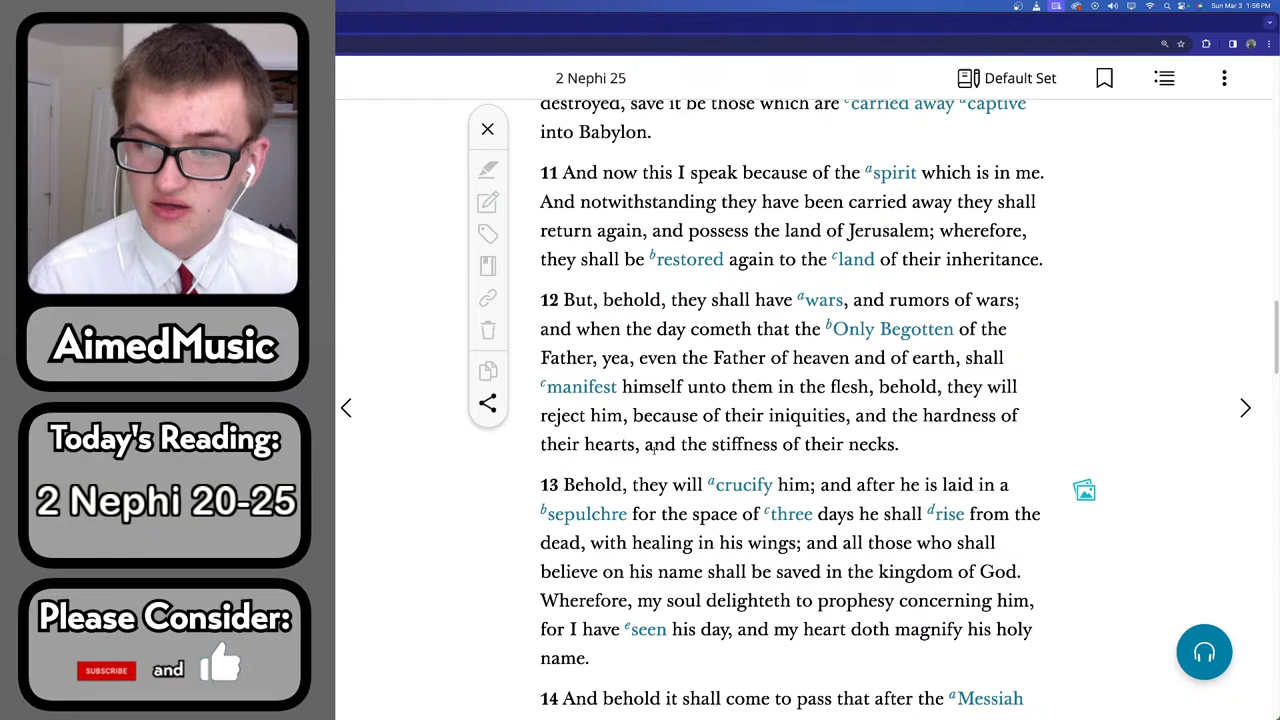 Sun Mar 3 1:56 PM
2 Nephi 25
Default Set
destroyed, save it be those which are c carried away d captive
into Babylon.
11 And now this I speak because of the a spirit which is in me.
And notwithstanding they have been carried away they shall
return again, and possess the land of Jerusalem; wherefore,
they shall be b restored again to the c land of their inheritance.
12 But, behold, they shall have a wars, and rumors of wars;
and when the day cometh that the b Only Begotten of the
Father, yea, even the Father of heaven and of earth, shall
c manifest himself unto them in the flesh, behold, they will
reject him, because of their iniquities, and the hardness of
their hearts, and the stiffness of their necks.
13 Behold, they will a crucify him; and after he is laid in a
b sepulchre for the space of c three days he shall d rise from the
dead, with healing in his wings; and all those who shall
believe on his name shall be saved in the kingdom of God.
Wherefore, my soul delighteth to prophesy concerning him,
for I have e seen his day, and my heart doth magnify his holy
name.
14 And behold it shall come to pass that after the a Messiah
AimedMusic
Today's Reading:
2 Nephi 20-25
Please Consider:
SUBSCRIBE and